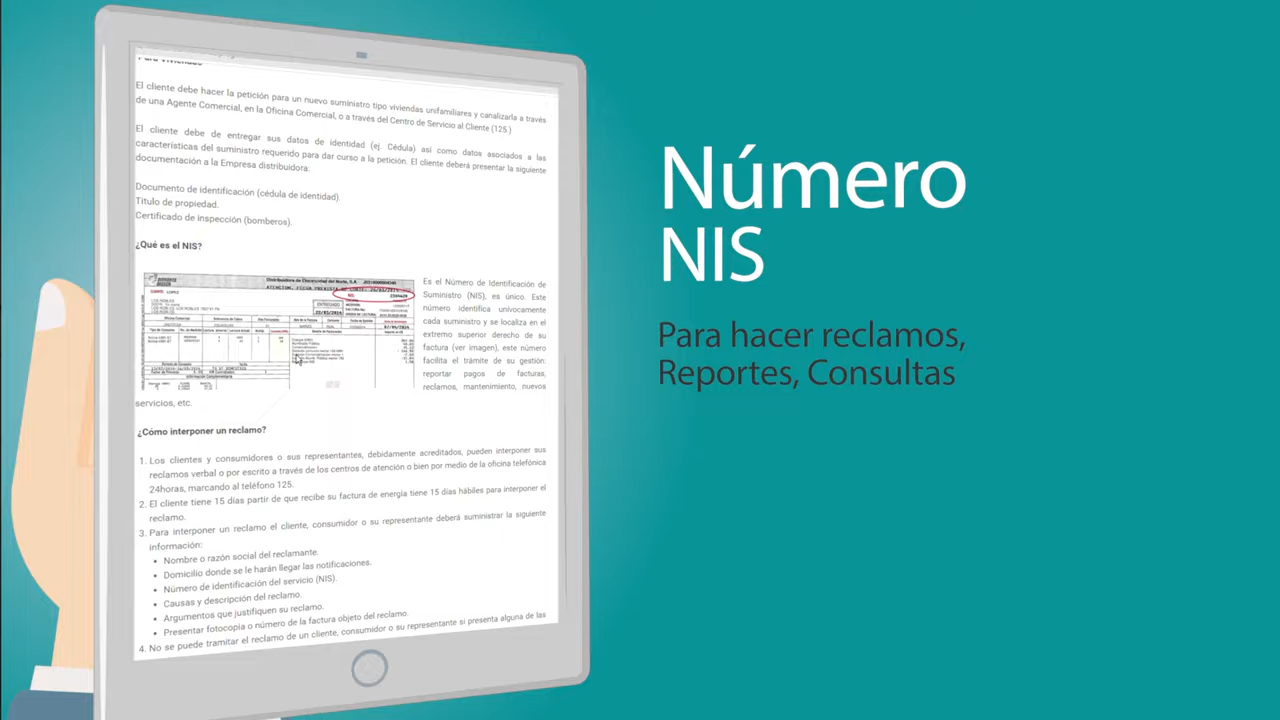 Para viviendas
El cliente debe hacer la petición para un nuevo suministro tipo viviendas unifamiliares y canalizarla a través
de una Agente Comercial, en la Oficina Comercial, o a través del Centro de Servicio al Cliente (125.)
El cliente debe de entregar sus datos de identidad (ej. Cédula) así como datos asociados a las
características del suministro requerido para dar curso a la petición. El cliente deberá presentar la siguiente
documentación a la Empresa distribuidora:
Documento de identificación (cédula de identidad).
Titulo de propiedad.
Certificado de inspección (bomberos).
¿Qué es el NIS?
Distribuidora de Electricidad del Norte, S.A
Es el Número de Identificación de
Suministro (NIS), es único. Este
número identifica univocamente
cada suministro y se localiza en el
extremo superior derecho de su
factura (ver imagen), este número
facilita el trámite de su gestión:
reportar pagos de facturas,
reclamos, mantenimiento, nuevos
servicios, etc.
¿Cómo interponer un reclamo?
1. Los clientes y consumidores o sus representantes, debidamente acreditados, pueden interponer sus
reclamos verbal o por escrito a través de los centros de atención o bien por medio de la oficina telefónica
24horas, marcando al teléfono 125.
2. El cliente tiene 15 días partir de que recibe su factura de energía tiene 15 días hábiles para interponer el
reclamo.
3. Para interponer un reclamo el cliente, consumidor o su representante deberá suministrar la siguiente
información:
• Nombre o razón social del reclamante.
• Domicilio donde se le harán llegar las notificaciones.
• Número de identificación del servicio (NIS).
• Causas y descripción del reclamo.
• Argumentos que justifiquen su reclamo.
• Presentar fotocopia o número de la factura objeto del reclamo.
4. No se puede tramitar el reclamo de un cliente, consumidor o su representante si presenta alguna de las
Número
NIS
Para hacer reclamos,
Reportes, Consultas